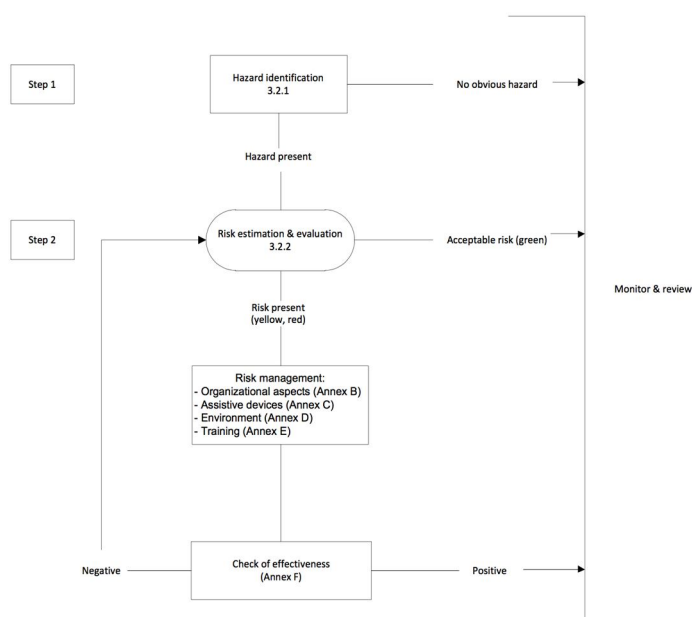 Step 1
Hazard identification
3.2.1
No obvious hazard
Hazard present
Step 2
Risk estimation & evaluation
3.2.2
Acceptable risk (green)
Monitor & review
Risk present
(yellow, red)
Risk management:
- Organizational aspects (Annex B)
- Assistive devices (Annex C)
- Environment (Annex D)
- Training (Annex E)
Negative
Check of effectiveness
(Annex F)
Positive